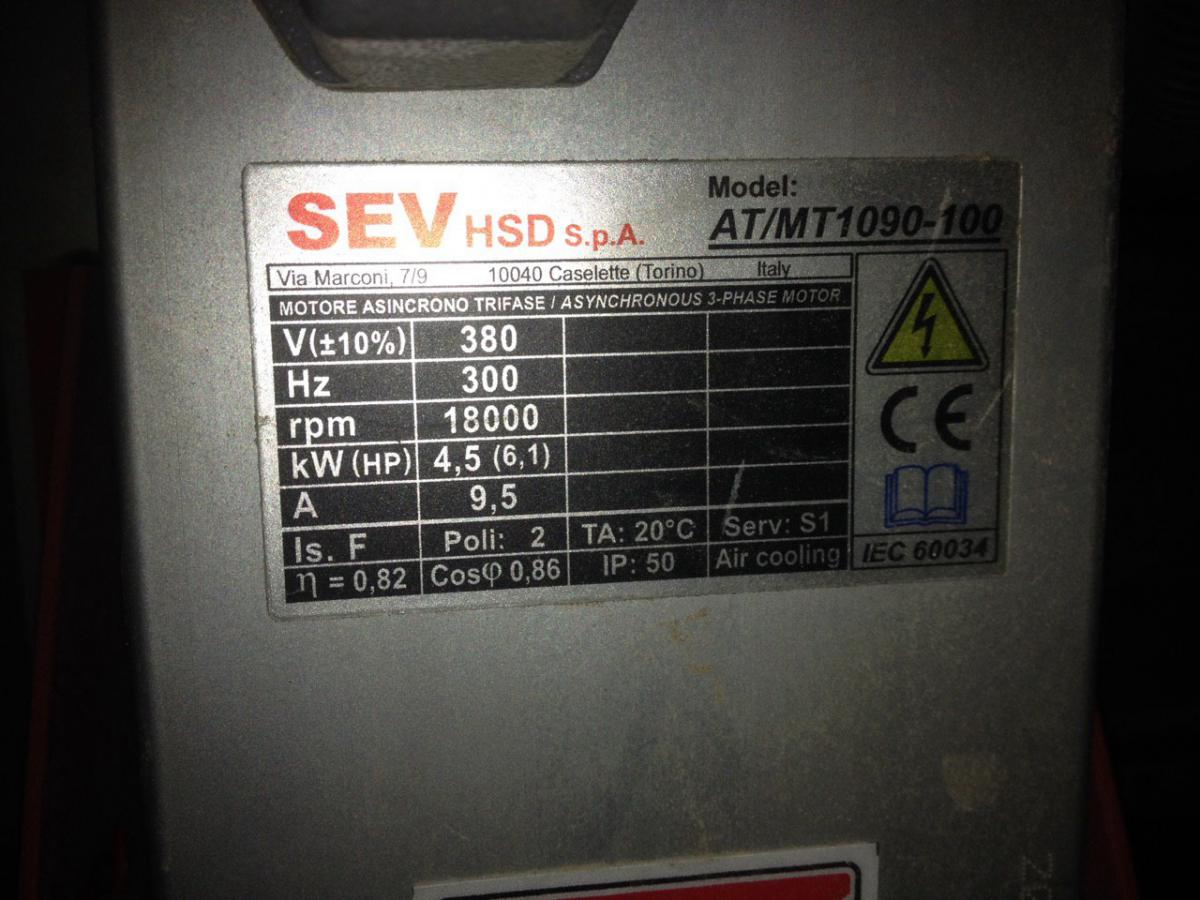 SEV HSD S.p.A.
Model:
AT/MT1090-100
Via Marconi, 7/9 10040 Caselette (Torino) Italy
MOTORE ASINCRONO TRIFASE / ASYNCHRONOUS 3-PHASE MOTOR
V(±10%) 380
Hz 300
rpm 18000
kW (HP) 4,5 (6,1)
A 9,5
Is. F Poli: 2 TA: 20°C Serv: S1
η = 0,82 Cosφ 0,86 IP: 50 Air cooling
CE
IEC 60034